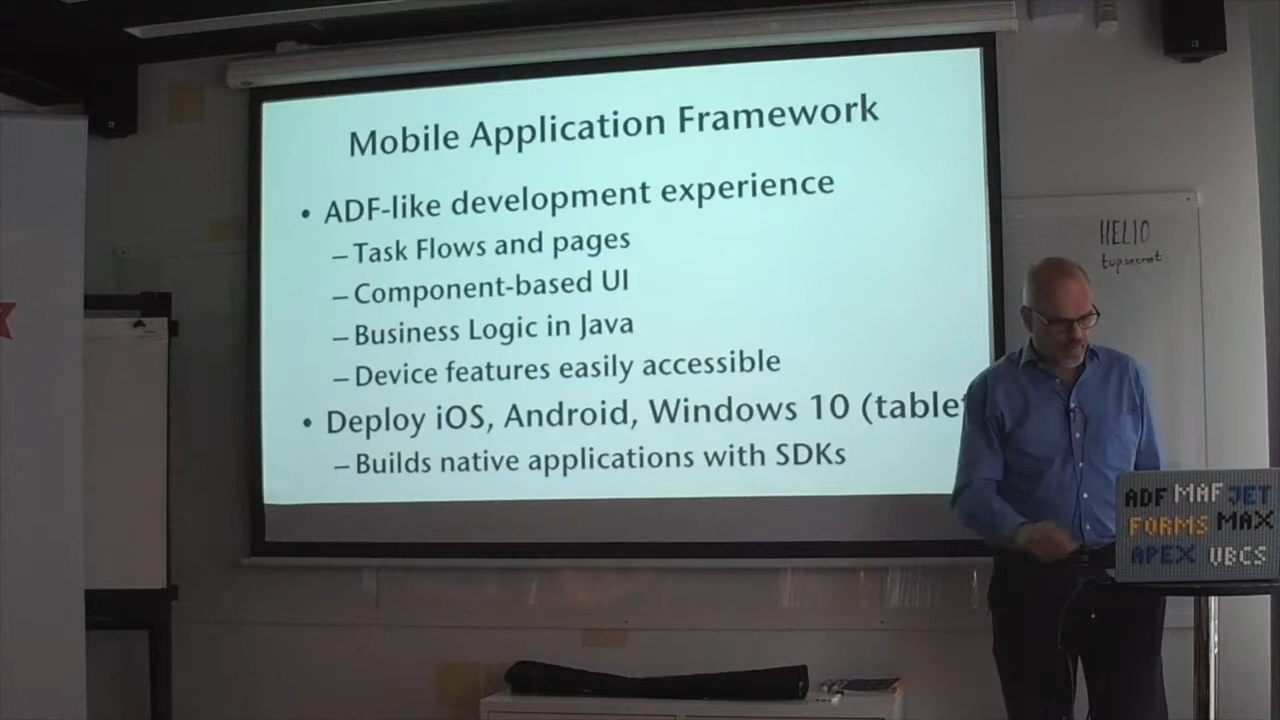 Mobile Application Framework
• ADF-like development experience
– Task Flows and pages
– Component-based UI
– Business Logic in Java
– Device features easily accessible
• Deploy iOS, Android, Windows 10 (tablet
– Builds native applications with SDKs
HELIO
topsecret
ADF MAF JET
FORMS MAX
APEX VBCS